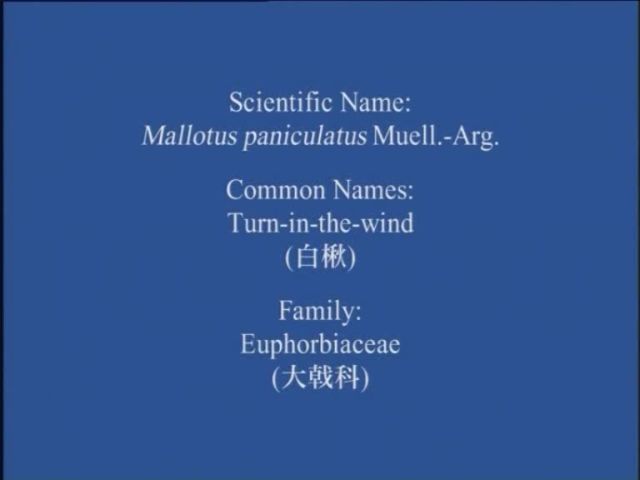 Scientific Name:
Mallotus paniculatus Muell.-Arg.
Common Names:
Turn-in-the-wind
(白楸)
Family:
Euphorbiaceae
(大戟科)